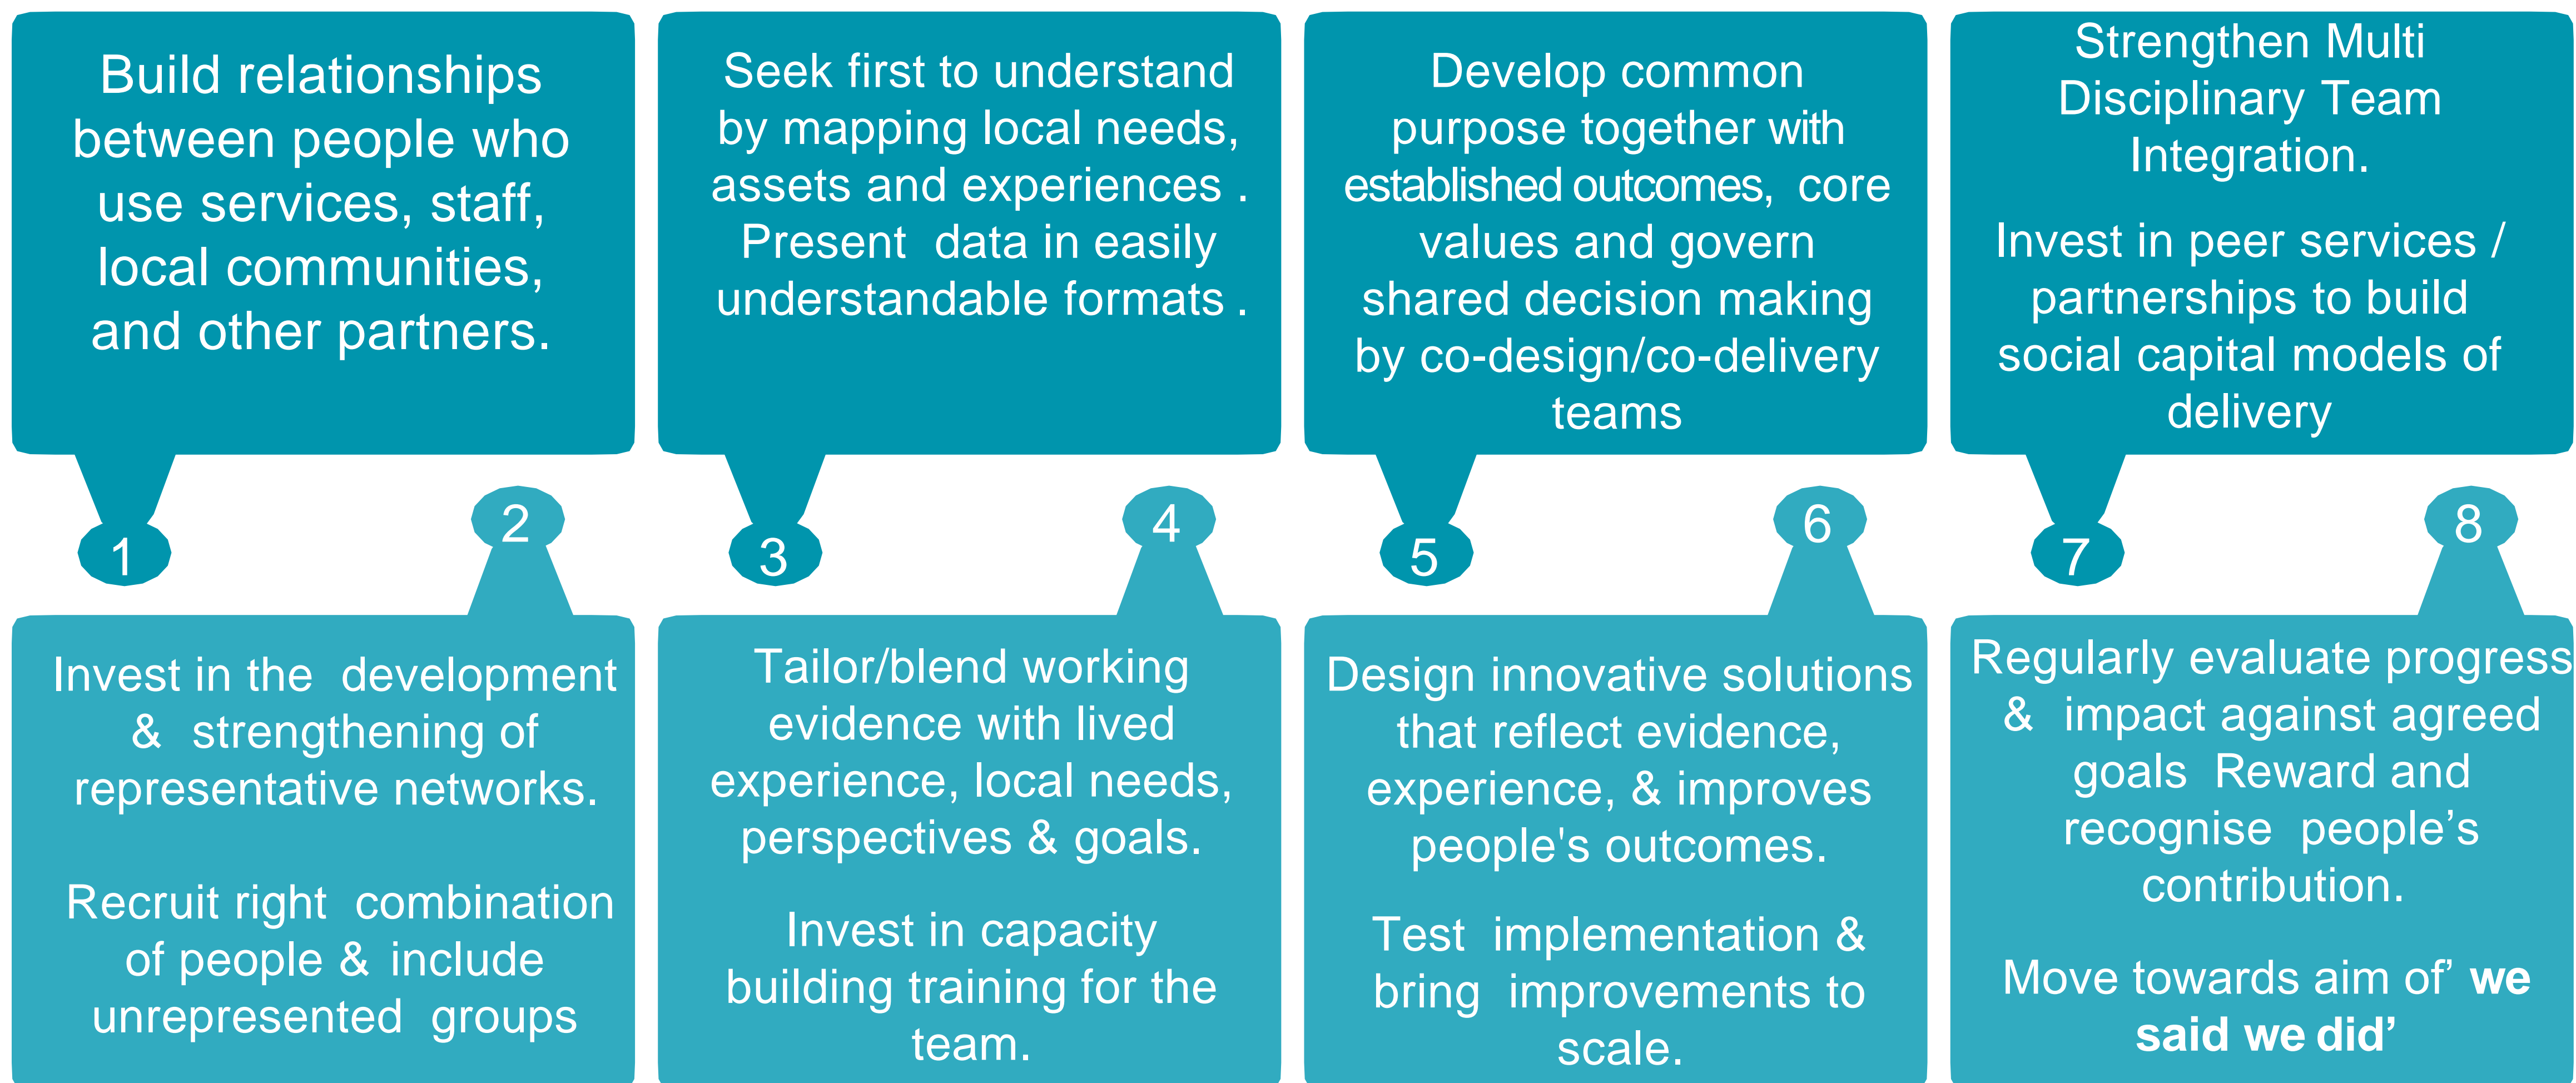 Build relationships
between people who
use services, staff,
local communities,
and other partners.
1
Invest in the development
& strengthening of
representative networks.
Recruit right combination
of people & include
unrepresented groups
2
Seek first to understand
by mapping local needs,
assets and experiences .
Present data in easily
understandable formats .
3
Tailor/blend working
evidence with lived
experience, local needs,
perspectives & goals.
Invest in capacity
building training for the
team.
4
Develop common
purpose together with
established outcomes, core
values and govern
shared decision making
by co-design/co-delivery
teams
5
Design innovative solutions
that reflect evidence,
experience, & improves
people's outcomes.
Test implementation &
bring improvements to
scale.
6
Strengthen Multi
Disciplinary Team
Integration.
Invest in peer services /
partnerships to build
social capital models of
delivery
7
Regularly evaluate progress
& impact against agreed
goals Reward and
recognise people’s
contribution.
Move towards aim of’ we
said we did’
8